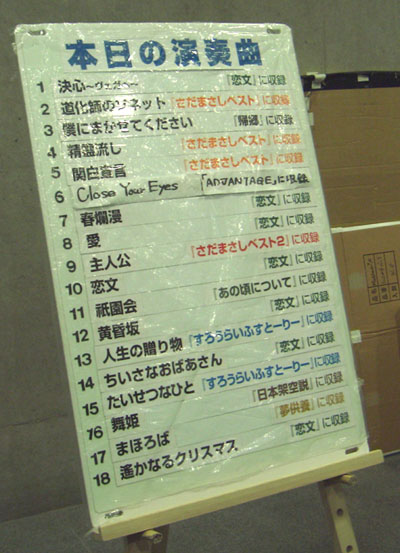 本日の演奏曲
1 決心～ヴェガへ～ 『恋文』に収録
2 道化師のソネット 『さだまさしベスト』に収録
3 僕にまかせてください 『帰郷』に収録
4 精霊流し 『さだまさしベスト』に収録
5 関白宣言 『さだまさしベスト』に収録
6 Close Your Eyes 『ADVANTAGE』に収録
7 春爛漫 『恋文』に収録
8 愛 『恋文』に収録
9 主人公 『さだまさしベスト2』に収録
10 恋文 『恋文』に収録
11 祇園会 『あの頃について』に収録
12 黄昏坂 『恋文』に収録
13 人生の贈り物 『すろうらいふすとーりー』に収録
14 ちいさなおばあさん 『恋文』に収録
15 たいせつなひと 『すろうらいふすとーりー』に収録
16 舞姫 『日本架空説』に収録
17 まほろば 『夢供養』に収録
18 遙かなるクリスマス 『恋文』に収録